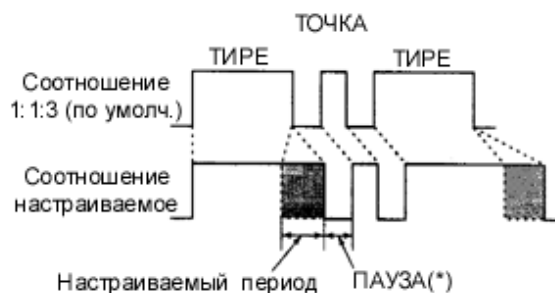 ТОЧКА
ТИРЕ
ТИРЕ
Соотношение
1:1:3 (по умолч.)
Соотношение
настраиваемое
Настраиваемый период
ПАУЗА(*)